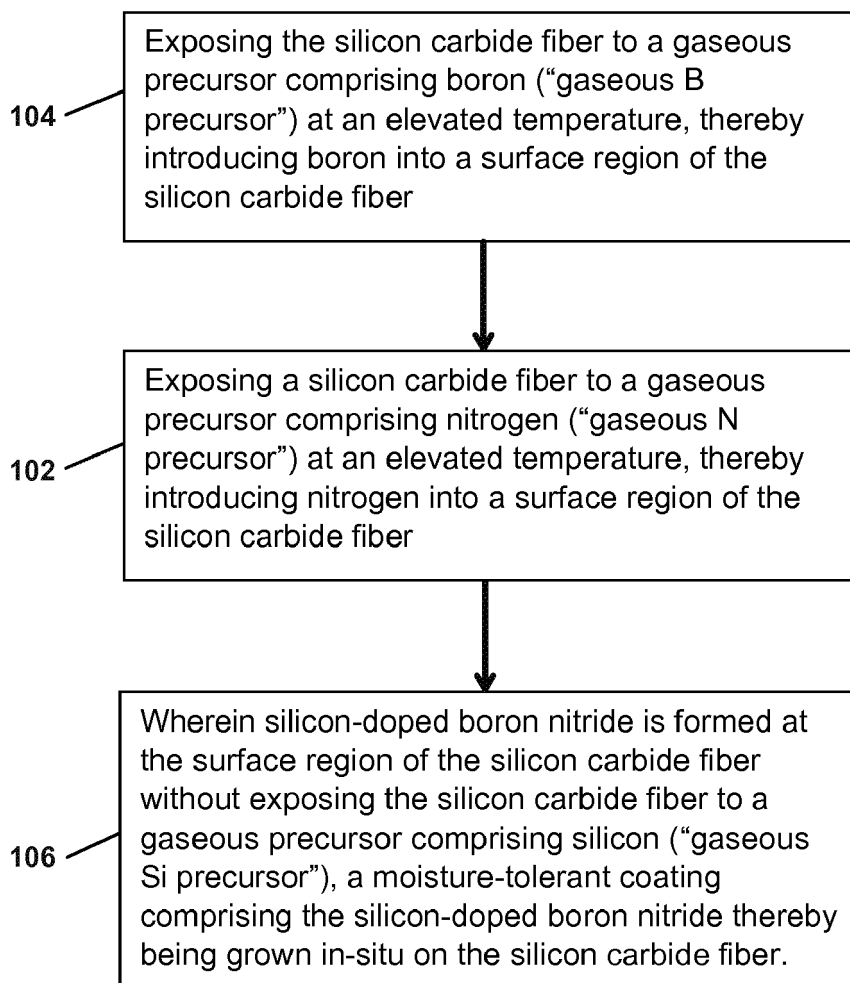 Exposing the silicon carbide fiber to a gaseous
precursor comprising boron (“gaseous B
precursor”) at an elevated temperature, thereby
introducing boron into a surface region of the
silicon carbide fiber
104
Exposing a silicon carbide fiber to a gaseous
precursor comprising nitrogen (“gaseous N
precursor”) at an elevated temperature, thereby
introducing nitrogen into a surface region of the
silicon carbide fiber
102
Wherein silicon-doped boron nitride is formed at
the surface region of the silicon carbide fiber
without exposing the silicon carbide fiber to a
gaseous precursor comprising silicon (“gaseous
Si precursor”), a moisture-tolerant coating
comprising the silicon-doped boron nitride thereby
being grown in-situ on the silicon carbide fiber.
106